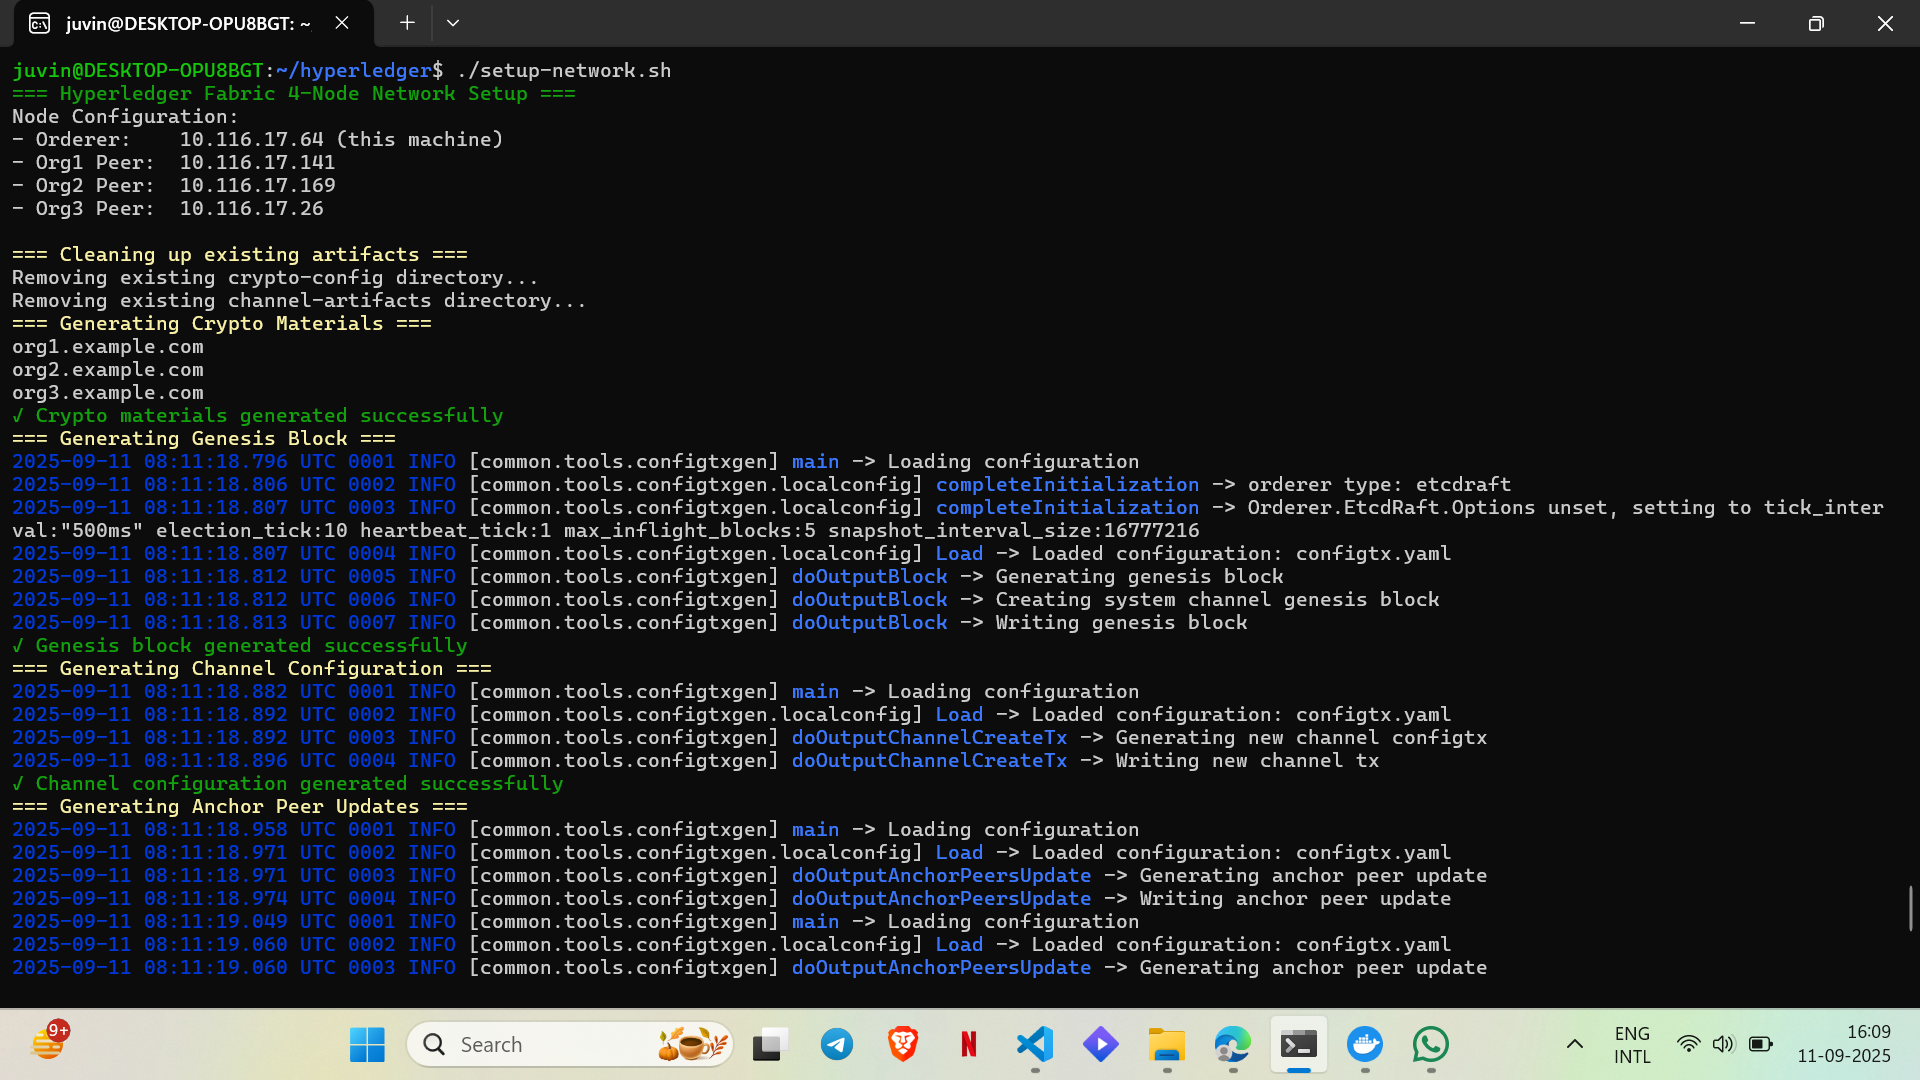 juvin@DESKTOP-OPU8BGT: ~
juvin@DESKTOP-OPU8BGT:~/hyperledger$ ./setup-network.sh
=== Hyperledger Fabric 4-Node Network Setup ===
Node Configuration:
- Orderer:    10.116.17.64 (this machine)
- Org1 Peer:  10.116.17.141
- Org2 Peer:  10.116.17.169
- Org3 Peer:  10.116.17.26
=== Cleaning up existing artifacts ===
Removing existing crypto-config directory...
Removing existing channel-artifacts directory...
=== Generating Crypto Materials ===
org1.example.com
org2.example.com
org3.example.com
√ Crypto materials generated successfully
=== Generating Genesis Block ===
2025-09-11 08:11:18.796 UTC 0001 INFO [common.tools.configtxgen] main -> Loading configuration
2025-09-11 08:11:18.806 UTC 0002 INFO [common.tools.configtxgen.localconfig] completeInitialization -> orderer type: etcdraft
2025-09-11 08:11:18.807 UTC 0003 INFO [common.tools.configtxgen.localconfig] completeInitialization -> Orderer.EtcdRaft.Options unset, setting to tick_inter
val:"500ms" election_tick:10 heartbeat_tick:1 max_inflight_blocks:5 snapshot_interval_size:16777216
2025-09-11 08:11:18.807 UTC 0004 INFO [common.tools.configtxgen.localconfig] Load -> Loaded configuration: configtx.yaml
2025-09-11 08:11:18.812 UTC 0005 INFO [common.tools.configtxgen] doOutputBlock -> Generating genesis block
2025-09-11 08:11:18.812 UTC 0006 INFO [common.tools.configtxgen] doOutputBlock -> Creating system channel genesis block
2025-09-11 08:11:18.813 UTC 0007 INFO [common.tools.configtxgen] doOutputBlock -> Writing genesis block
√ Genesis block generated successfully
=== Generating Channel Configuration ===
2025-09-11 08:11:18.882 UTC 0001 INFO [common.tools.configtxgen] main -> Loading configuration
2025-09-11 08:11:18.892 UTC 0002 INFO [common.tools.configtxgen.localconfig] Load -> Loaded configuration: configtx.yaml
2025-09-11 08:11:18.892 UTC 0003 INFO [common.tools.configtxgen] doOutputChannelCreateTx -> Generating new channel configtx
2025-09-11 08:11:18.896 UTC 0004 INFO [common.tools.configtxgen] doOutputChannelCreateTx -> Writing new channel tx
√ Channel configuration generated successfully
=== Generating Anchor Peer Updates ===
2025-09-11 08:11:18.958 UTC 0001 INFO [common.tools.configtxgen] main -> Loading configuration
2025-09-11 08:11:18.971 UTC 0002 INFO [common.tools.configtxgen.localconfig] Load -> Loaded configuration: configtx.yaml
2025-09-11 08:11:18.971 UTC 0003 INFO [common.tools.configtxgen] doOutputAnchorPeersUpdate -> Generating anchor peer update
2025-09-11 08:11:18.974 UTC 0004 INFO [common.tools.configtxgen] doOutputAnchorPeersUpdate -> Writing anchor peer update
2025-09-11 08:11:19.049 UTC 0001 INFO [common.tools.configtxgen] main -> Loading configuration
2025-09-11 08:11:19.060 UTC 0002 INFO [common.tools.configtxgen.localconfig] Load -> Loaded configuration: configtx.yaml
2025-09-11 08:11:19.060 UTC 0003 INFO [common.tools.configtxgen] doOutputAnchorPeersUpdate -> Generating anchor peer update
9+
Search
ENG
INTL
16:09
11-09-2025